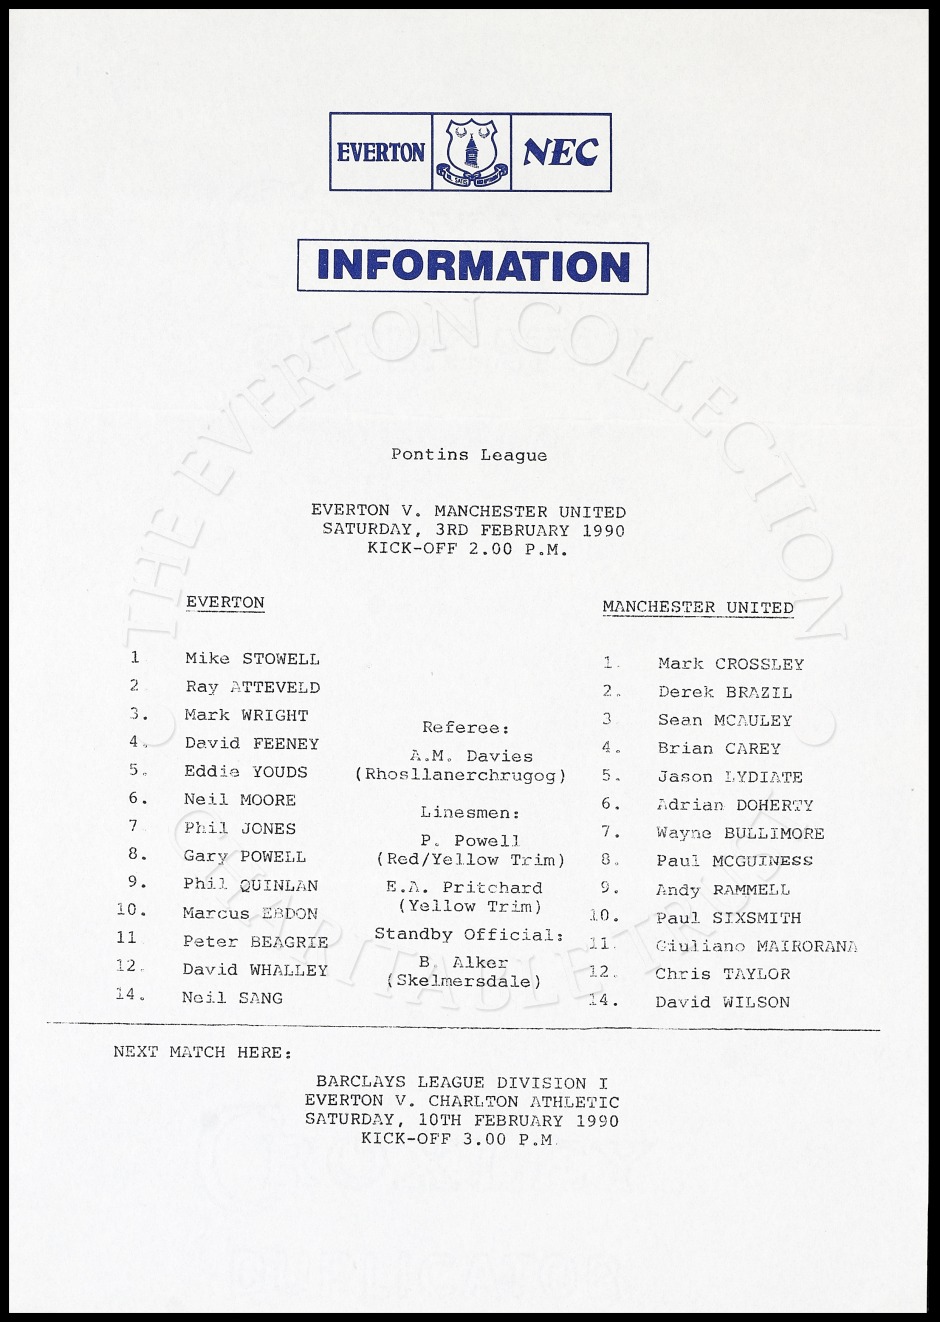 EVERTON NEC
INFORMATION
THE EVERTON COLLECTION
CHARITABLE TRUST
Pontins League
EVERTON V. MANCHESTER UNITED
SATURDAY, 3RD FEBRUARY 1990
KICK-OFF 2.00 P.M.
EVERTON
1 Mike STOWELL
2 Ray ATTEVELD
3. Mark WRIGHT
4. David FEENEY
5. Eddie YOUDS
6. Neil MOORE
7 Phil JONES
8. Gary POWELL
9. Phil QUINLAN
10. Marcus EBDON
11 Peter BEAGRIE
12. David WHALLEY
14. Neil SANG
Referee:
A.M. Davies
(Rhosllanerchrugog)
Linesmen:
P. Powell
(Red/Yellow Trim)
E.A. Pritchard
(Yellow Trim)
Standby Official:
B. Alker
(Skelmersdale)
MANCHESTER UNITED
1. Mark CROSSLEY
2. Derek BRAZIL
3 Sean MCAULEY
4. Brian CAREY
5. Jason LYDIATE
6. Adrian DOHERTY
7. Wayne BULLIMORE
8. Paul MCGUINESS
9. Andy RAMMELL
10. Paul SIXSMITH
11. Giuliano MAIRORANA
12. Chris TAYLOR
14. David WILSON
NEXT MATCH HERE:
BARCLAYS LEAGUE DIVISION I
EVERTON V. CHARLTON ATHLETIC
SATURDAY, 10TH FEBRUARY 1990
KICK-OFF 3.00 P.M.